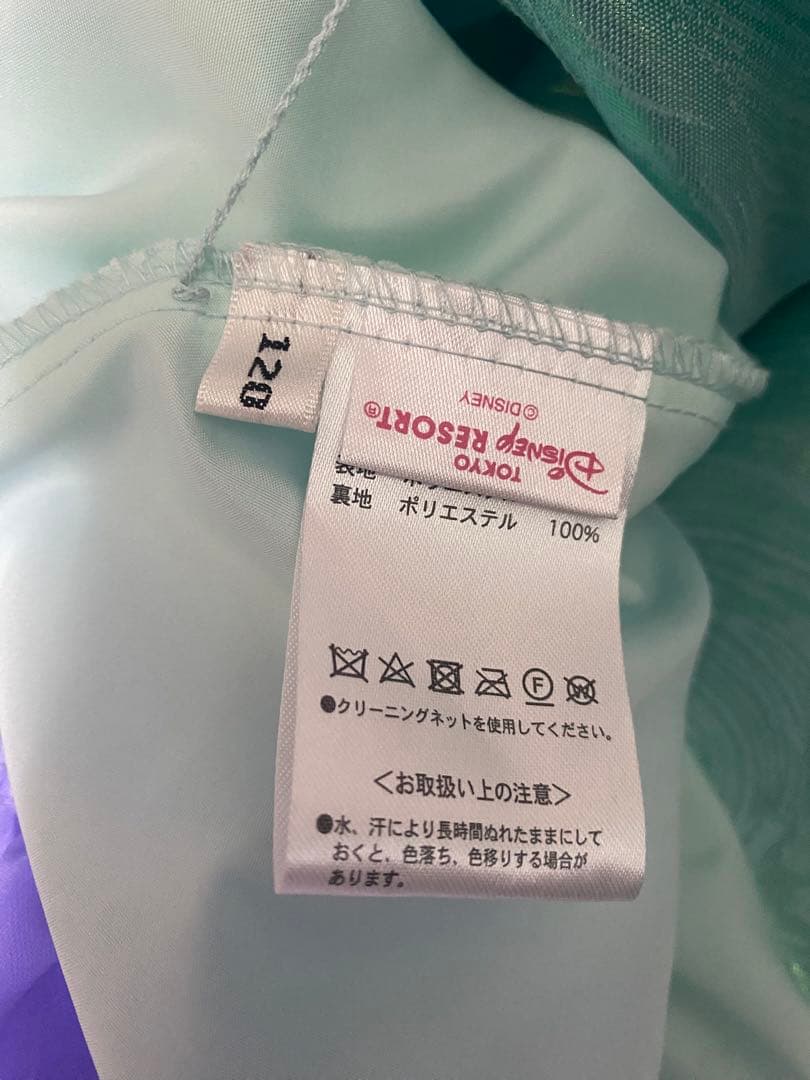 120
© DISNEY
TOKYO
DISNEY RESORT®
表地
裏地 ポリエステル 100%
F
W
●クリーニングネットを使用してください。
＜お取扱い上の注意＞
●水、汗により長時間ぬれたままにして
おくと、色落ち、色移りする場合が
あります。